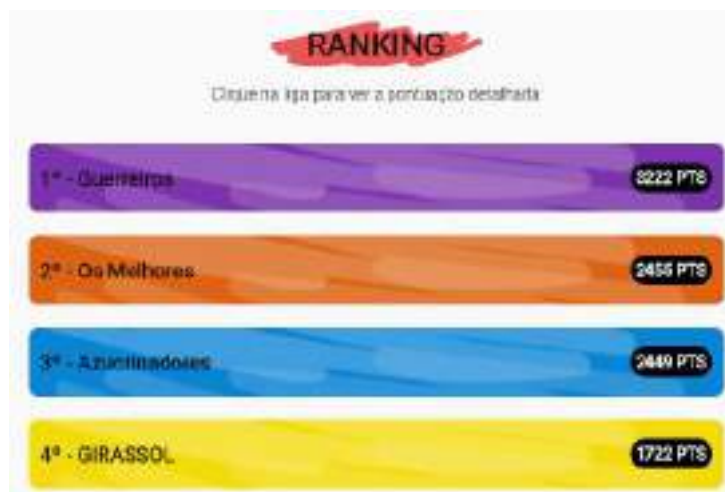 RANKING
Clique na liga para ver a pontuação detalhada
1º - Guerreiros 3222 PTS
2º - Os Melhores 2455 PTS
3º - Azucrinadores 2449 PTS
4º - GIRASSOL 1722 PTS